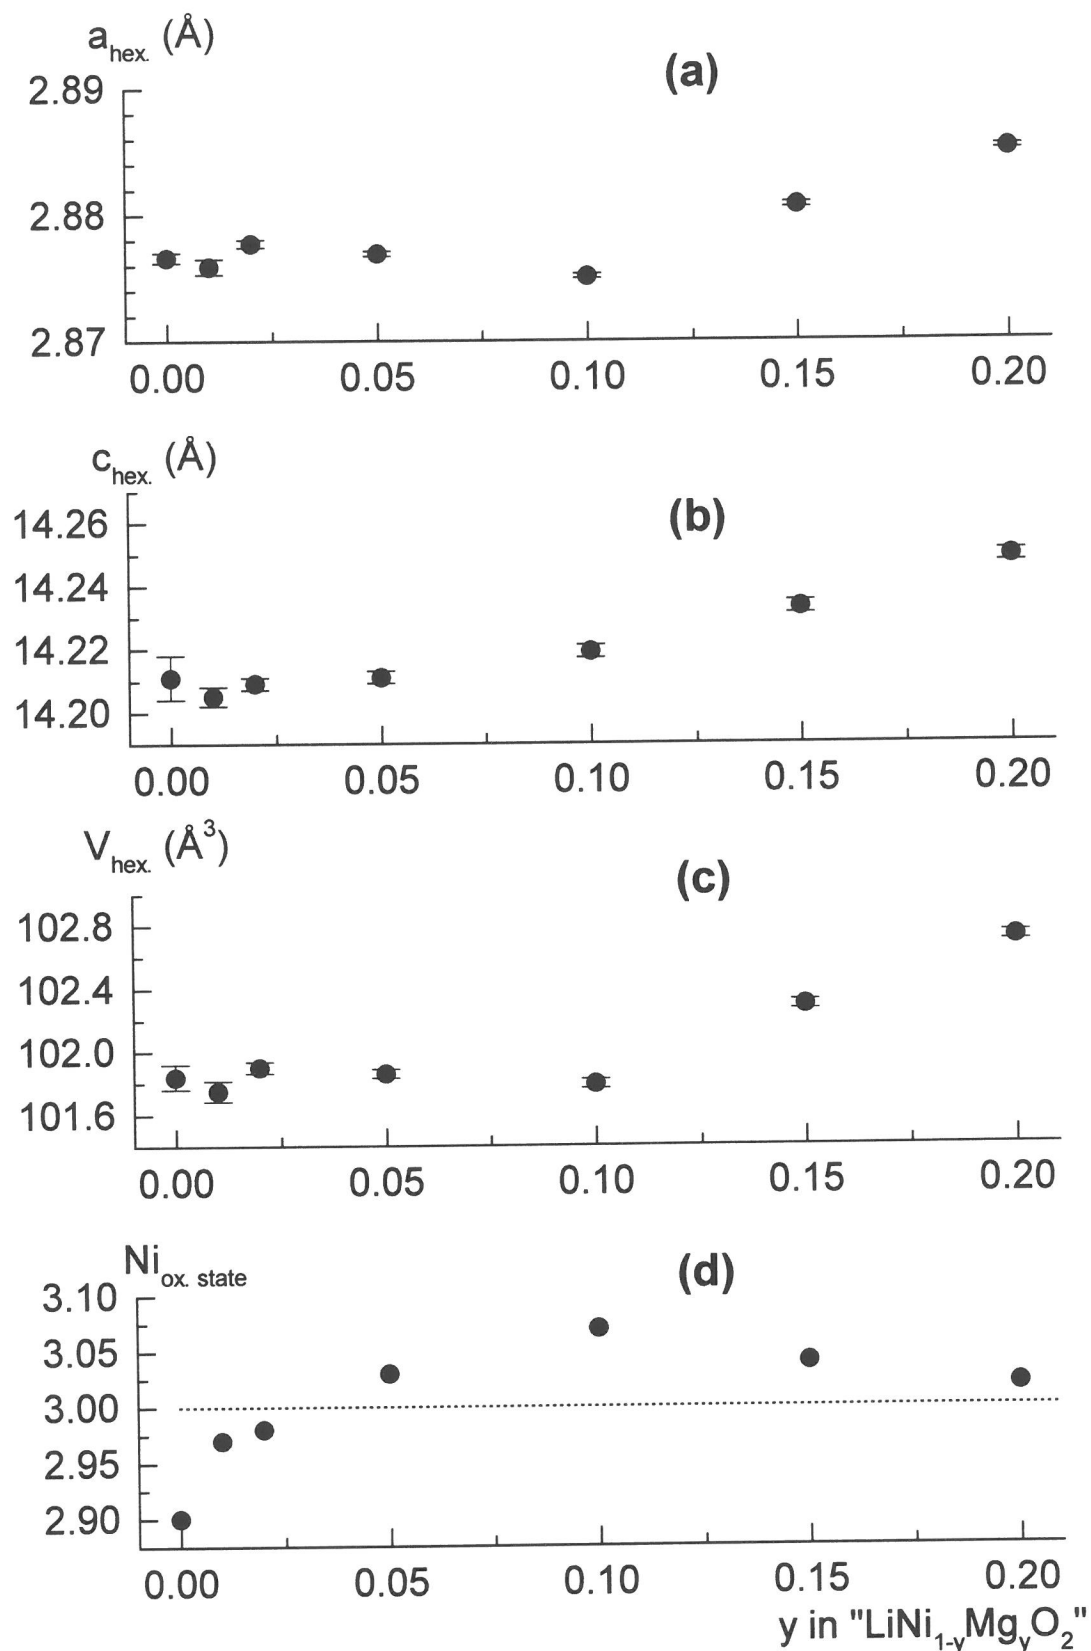 a_hex. (Å)
(a)
2.89
2.88
2.87
0.00 0.05 0.10 0.15 0.20
c_hex. (Å)
(b)
14.26
14.24
14.22
14.20
0.00 0.05 0.10 0.15 0.20
V_hex. (Å³)
(c)
102.8
102.4
102.0
101.6
0.00 0.05 0.10 0.15 0.20
Ni_ox. state
(d)
3.10
3.05
3.00
2.95
2.90
0.00 0.05 0.10 0.15 0.20
y in "LiNi_1-yMg_yO_2"